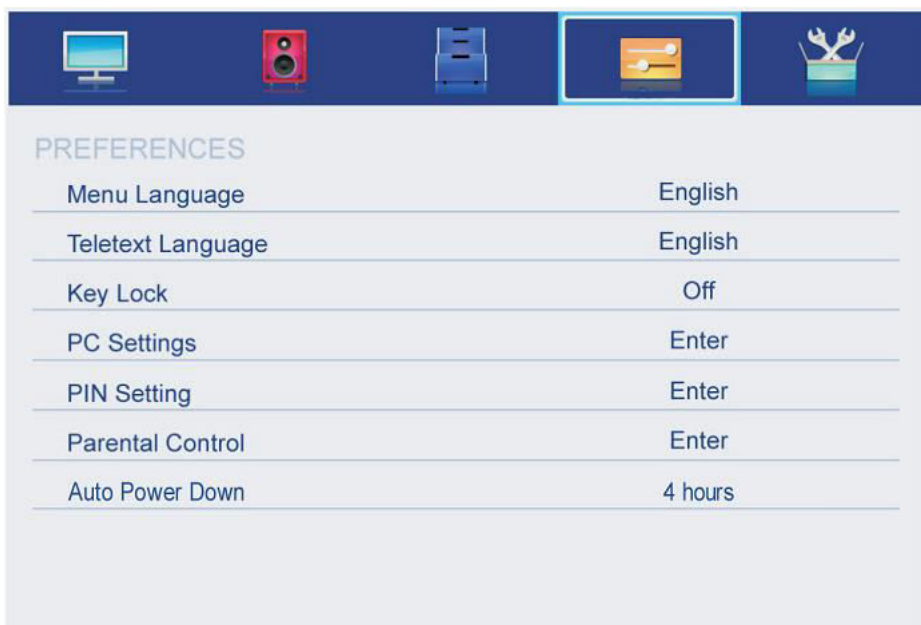 PREFERENCES
Menu Language English
Teletext Language English
Key Lock Off
PC Settings Enter
PIN Setting Enter
Parental Control Enter
Auto Power Down 4 hours